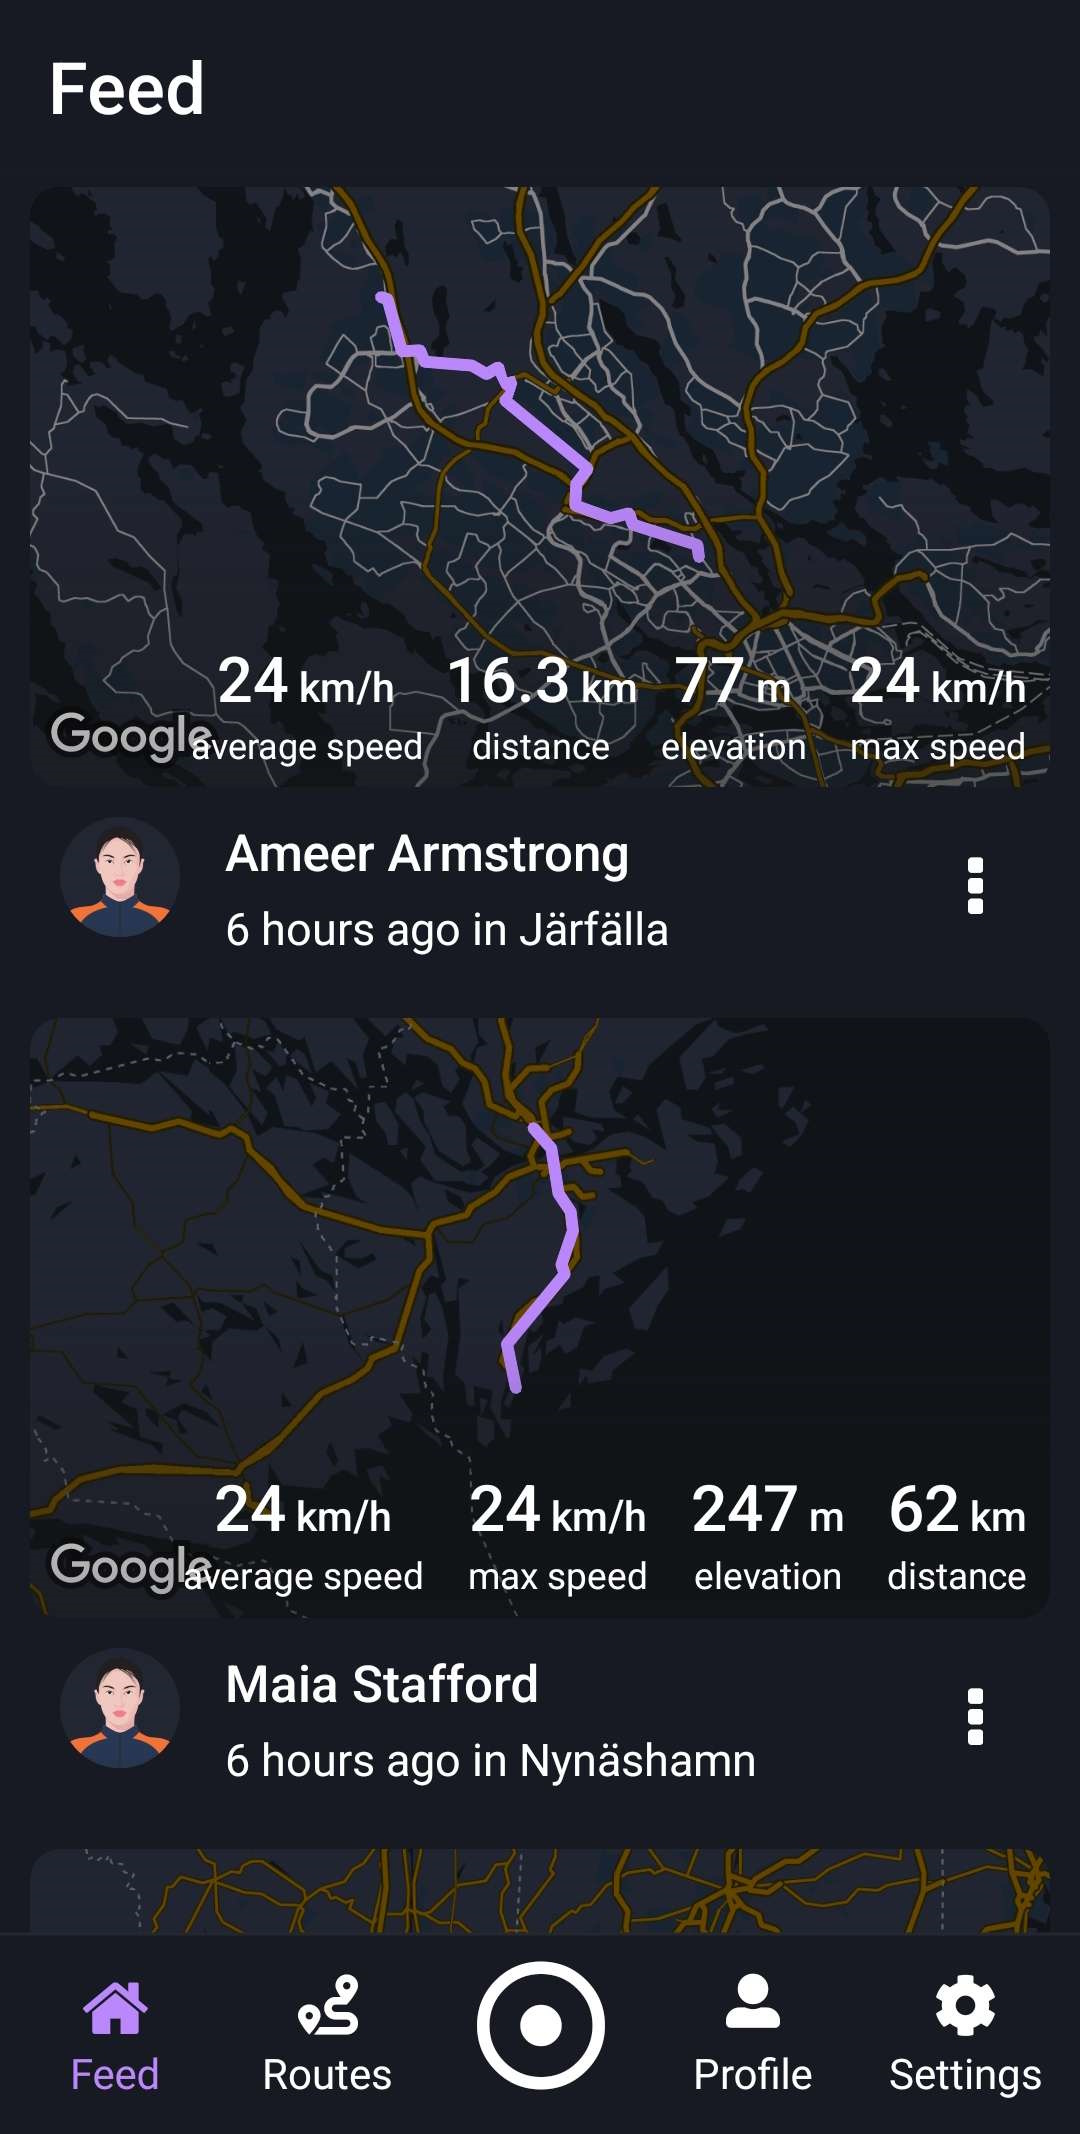 Feed
24 km/h 16.3 km 77 m 24 km/h
Google average speed distance elevation max speed
Ameer Armstrong
6 hours ago in Järfälla
24 km/h 24 km/h 247 m 62 km
Google average speed max speed elevation distance
Maia Stafford
6 hours ago in Nynäshamn
Feed Routes Profile Settings